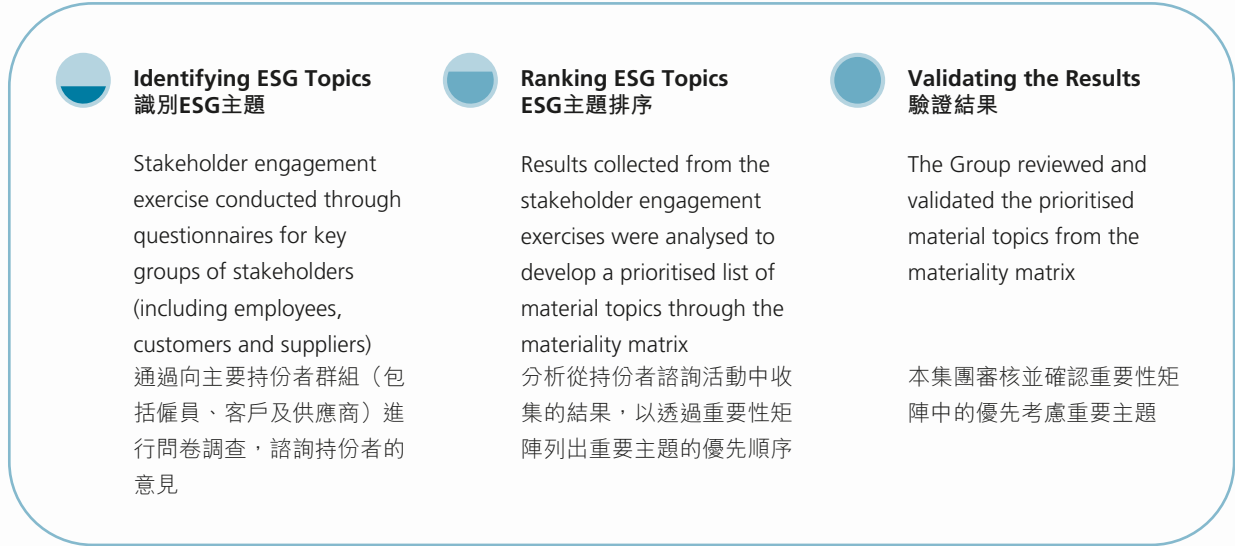 Identifying ESG Topics
識別ESG主題
Stakeholder engagement
exercise conducted through
questionnaires for key
groups of stakeholders
(including employees,
customers and suppliers)
通過向主要持份者群組（包
括僱員、客戶及供應商）進
行問卷調查，諮詢持份者的
意見
Ranking ESG Topics
ESG主題排序
Results collected from the
stakeholder engagement
exercises were analysed to
develop a prioritised list of
material topics through the
materiality matrix
分析從持份者諮詢活動中收
集的結果，以透過重要性矩
陣列出重要主題的優先順序
Validating the Results
驗證結果
The Group reviewed and
validated the prioritised
material topics from the
materiality matrix
本集團審核並確認重要性矩
陣中的優先考慮重要主題